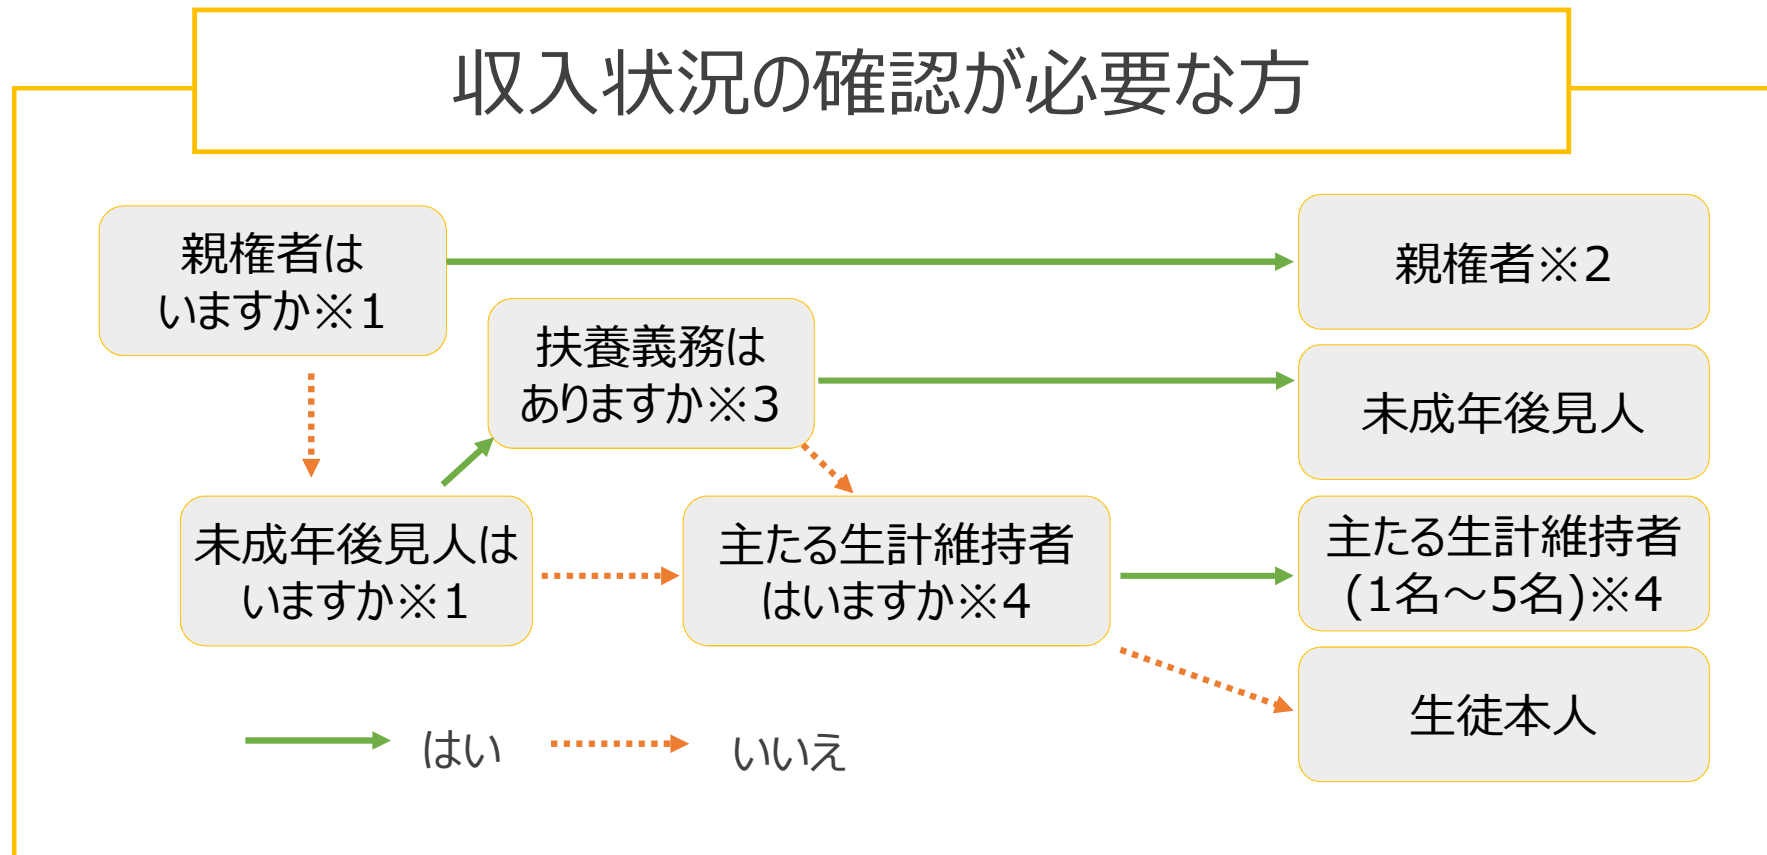 収入状況の確認が必要な方
親権者は
いますか※1
親権者※2
扶養義務は
ありますか※3
未成年後見人
未成年後見人は
いますか※1
主たる生計維持者
はいますか※4
主たる生計維持者
(1名～5名)※4
生徒本人
はい
いいえ